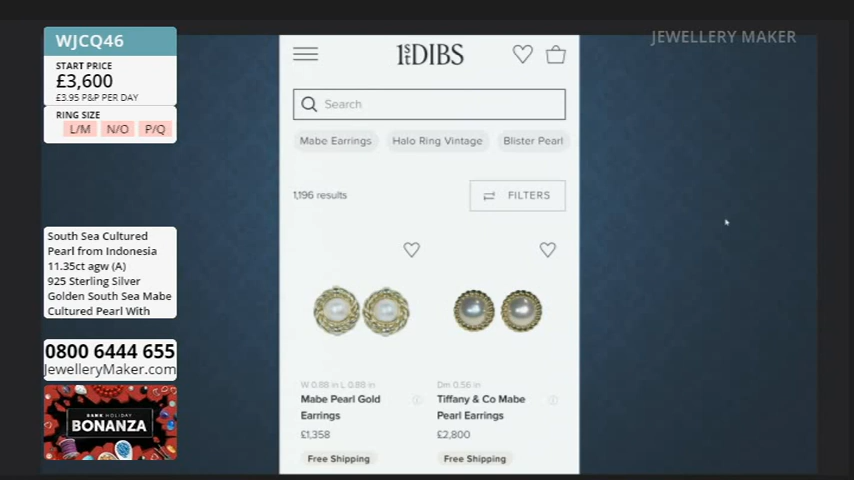 WJCQ46
START PRICE
£3,600
£3.95 P&P PER DAY
RING SIZE
L/M N/O P/Q
South Sea Cultured
Pearl from Indonesia
11.35ct agw (A)
925 Sterling Silver
Golden South Sea Mabe
Cultured Pearl With
0800 6444 655
JewelleryMaker.com
BANK HOLIDAY
BONANZA
JEWELLERY MAKER
1STDIBS
Search
Mabe Earrings Halo Ring Vintage Blister Pearl
1,196 results
FILTERS
W 0.88 in L 0.88 in
Mabe Pearl Gold
Earrings
£1,358
Free Shipping
Dm 0.56 in
Tiffany & Co Mabe
Pearl Earrings
£2,800
Free Shipping